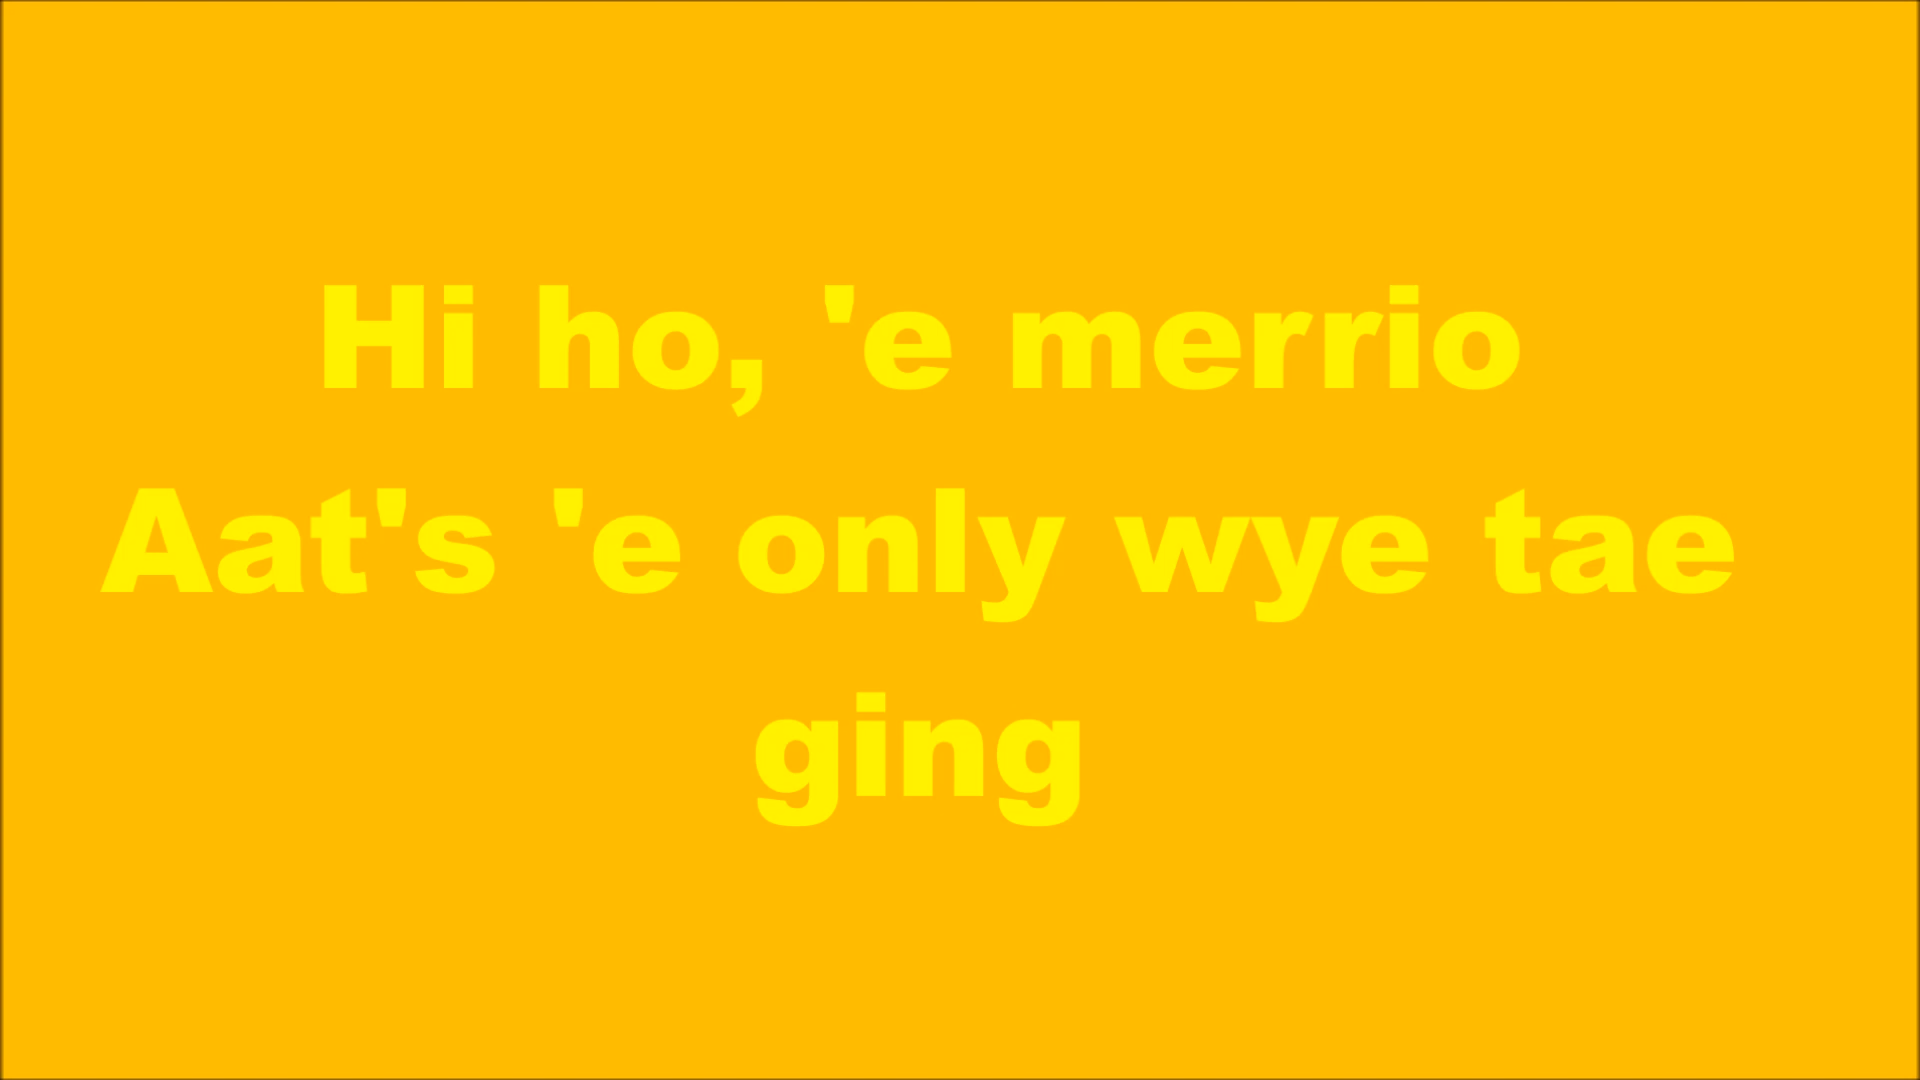 Hi ho, 'e merrio
Aat's 'e only wye tae
ging